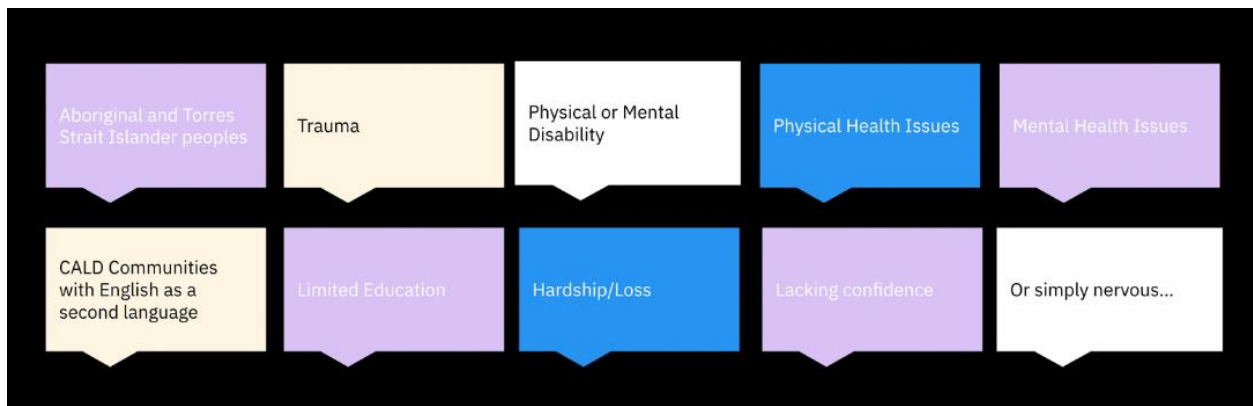 Aboriginal and Torres
Strait Islander peoples
Trauma
Physical or Mental
Disability
Physical Health Issues
Mental Health Issues
CALD Communities
with English as a
second language
Limited Education
Hardship/Loss
Lacking confidence
Or simply nervous...